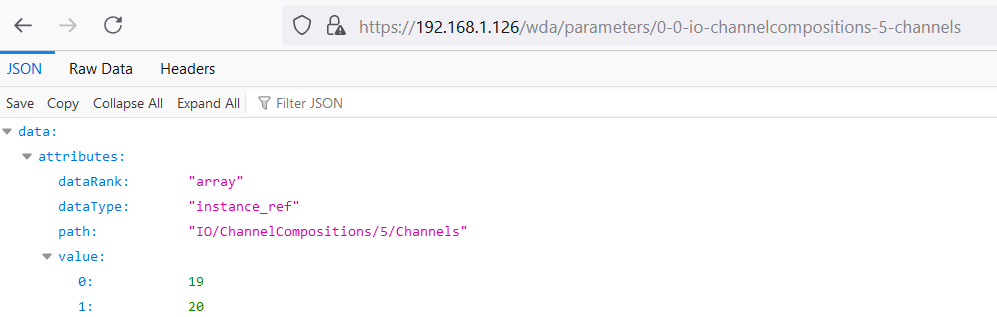 https://192.168.1.126/wda/parameters/0-0-io-channelcompositions-5-channels
JSON Raw Data Headers
Save Copy Collapse All Expand All Filter JSON
data:
attributes:
dataRank: "array"
dataType: "instance_ref"
path: "IO/ChannelCompositions/5/Channels"
value:
0: 19
1: 20